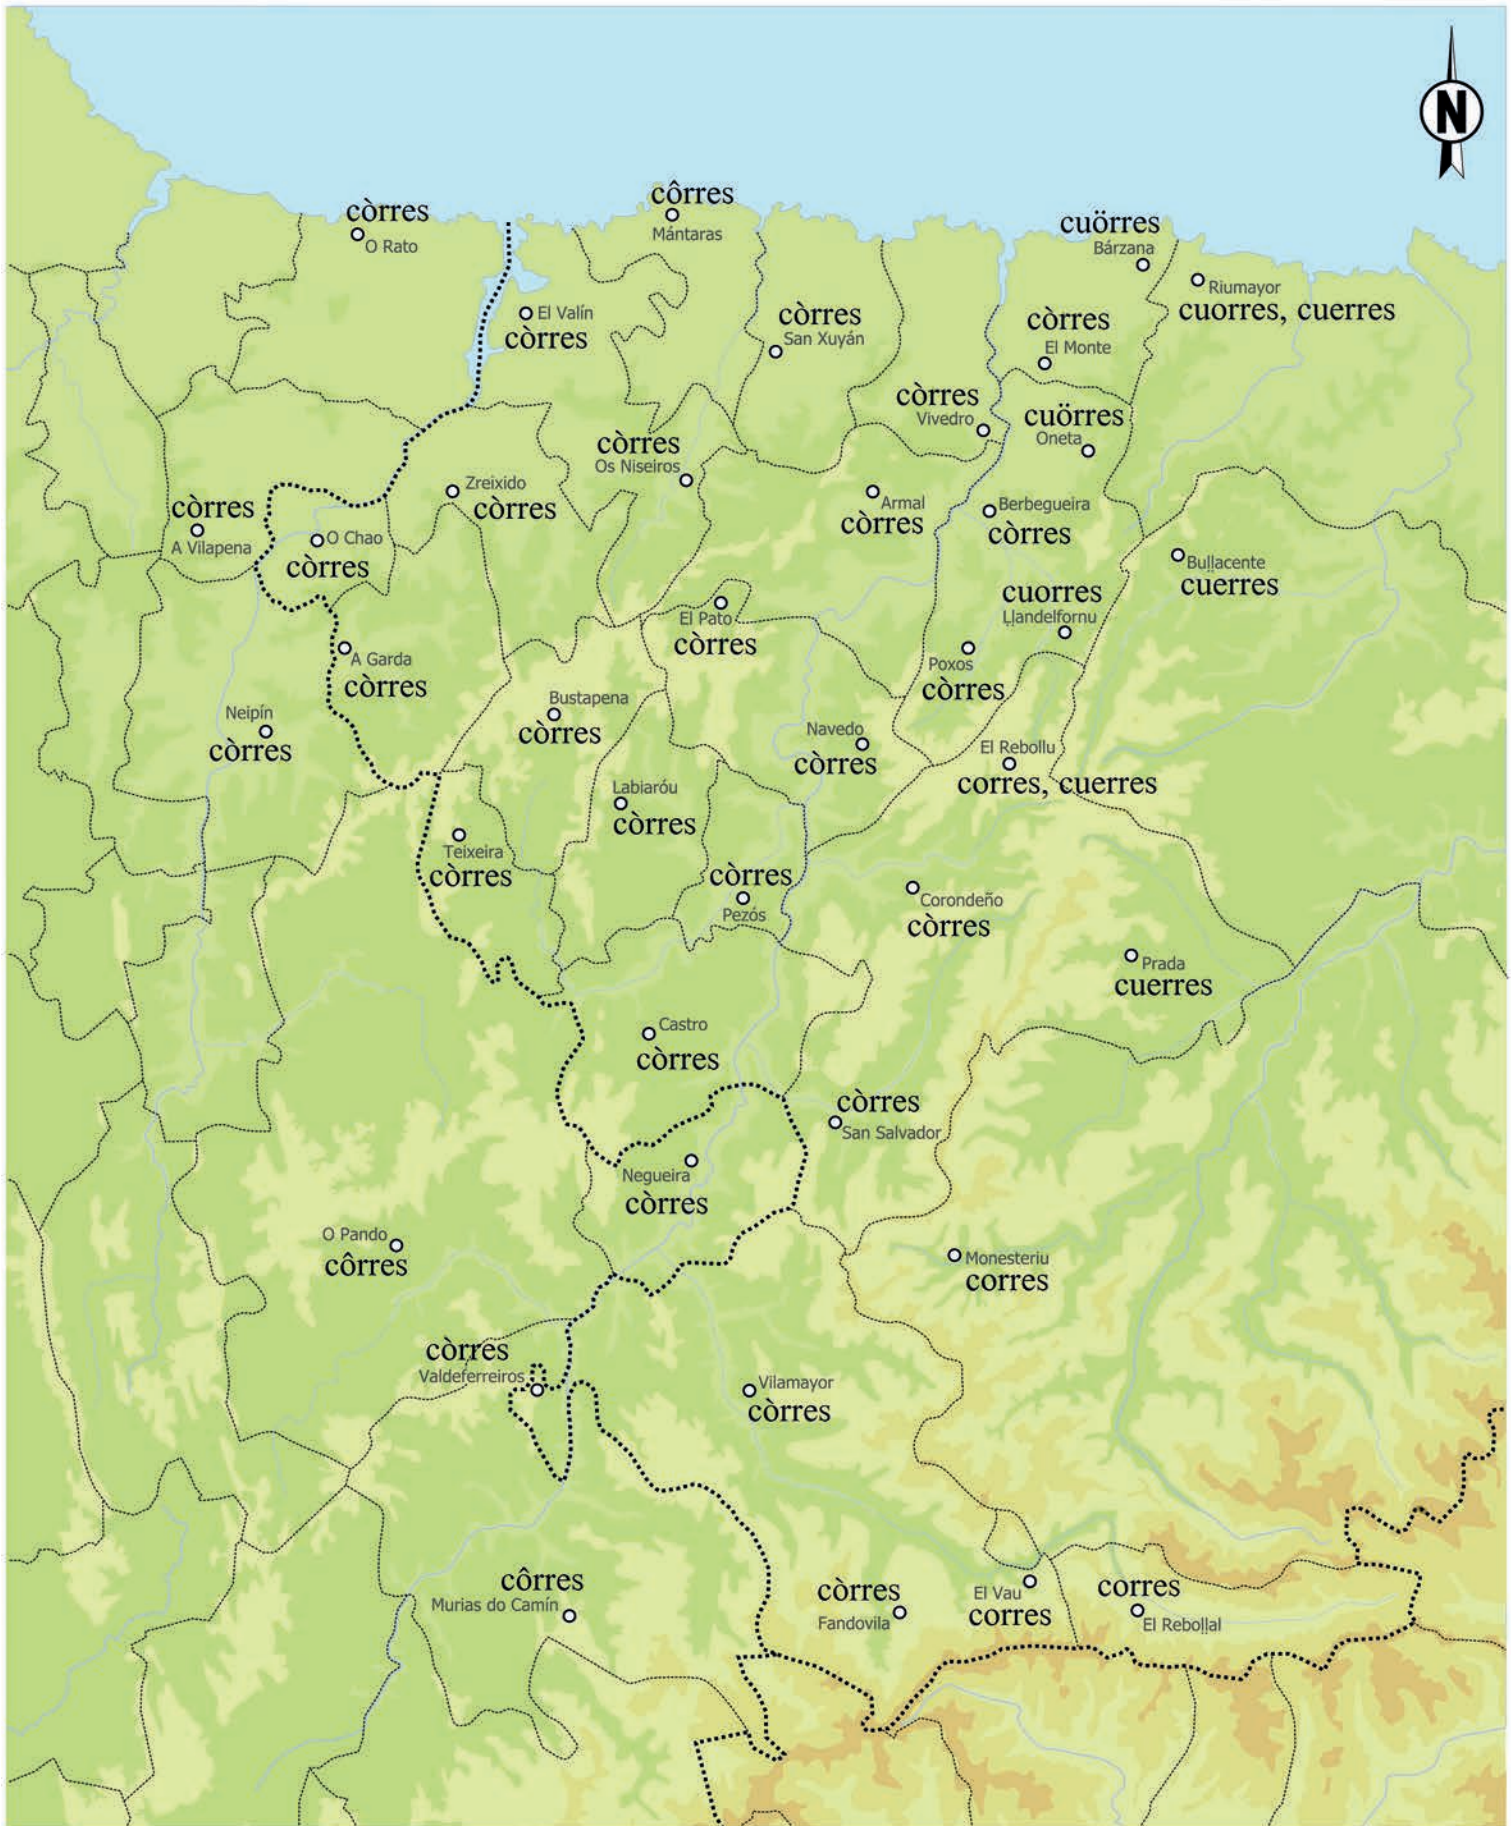 N
côrres
Mántaras
còrres
O Rato
cuörres
Bárzana
Riumayor
cuorres, cuerres
El Valín
còrres
còrres
San Xuyán
còrres
El Monte
còrres
Vivedro
cuörres
Oneta
còrres
Os Niseiros
Zreixido
còrres
còrres
A Vilapena
O Chao
còrres
Armal
còrres
Berbegueira
còrres
Buḷḷacente
cuerres
cuorres
Ḷḷandelfornu
El Pato
còrres
A Garda
còrres
Poxos
còrres
Bustapena
còrres
Neipín
còrres
Navedo
còrres
El Rebollu
corres, cuerres
Labiaróu
còrres
Teixeira
còrres
còrres
Pezós
Corondeño
còrres
Prada
cuerres
Castro
còrres
còrres
San Salvador
Negueira
còrres
O Pando
côrres
Monesteriu
corres
còrres
Valdeferreiros
Vilamayor
còrres
côrres
Murias do Camín
còrres
Fandovila
El Vau
corres
corres
El Reboḷḷal